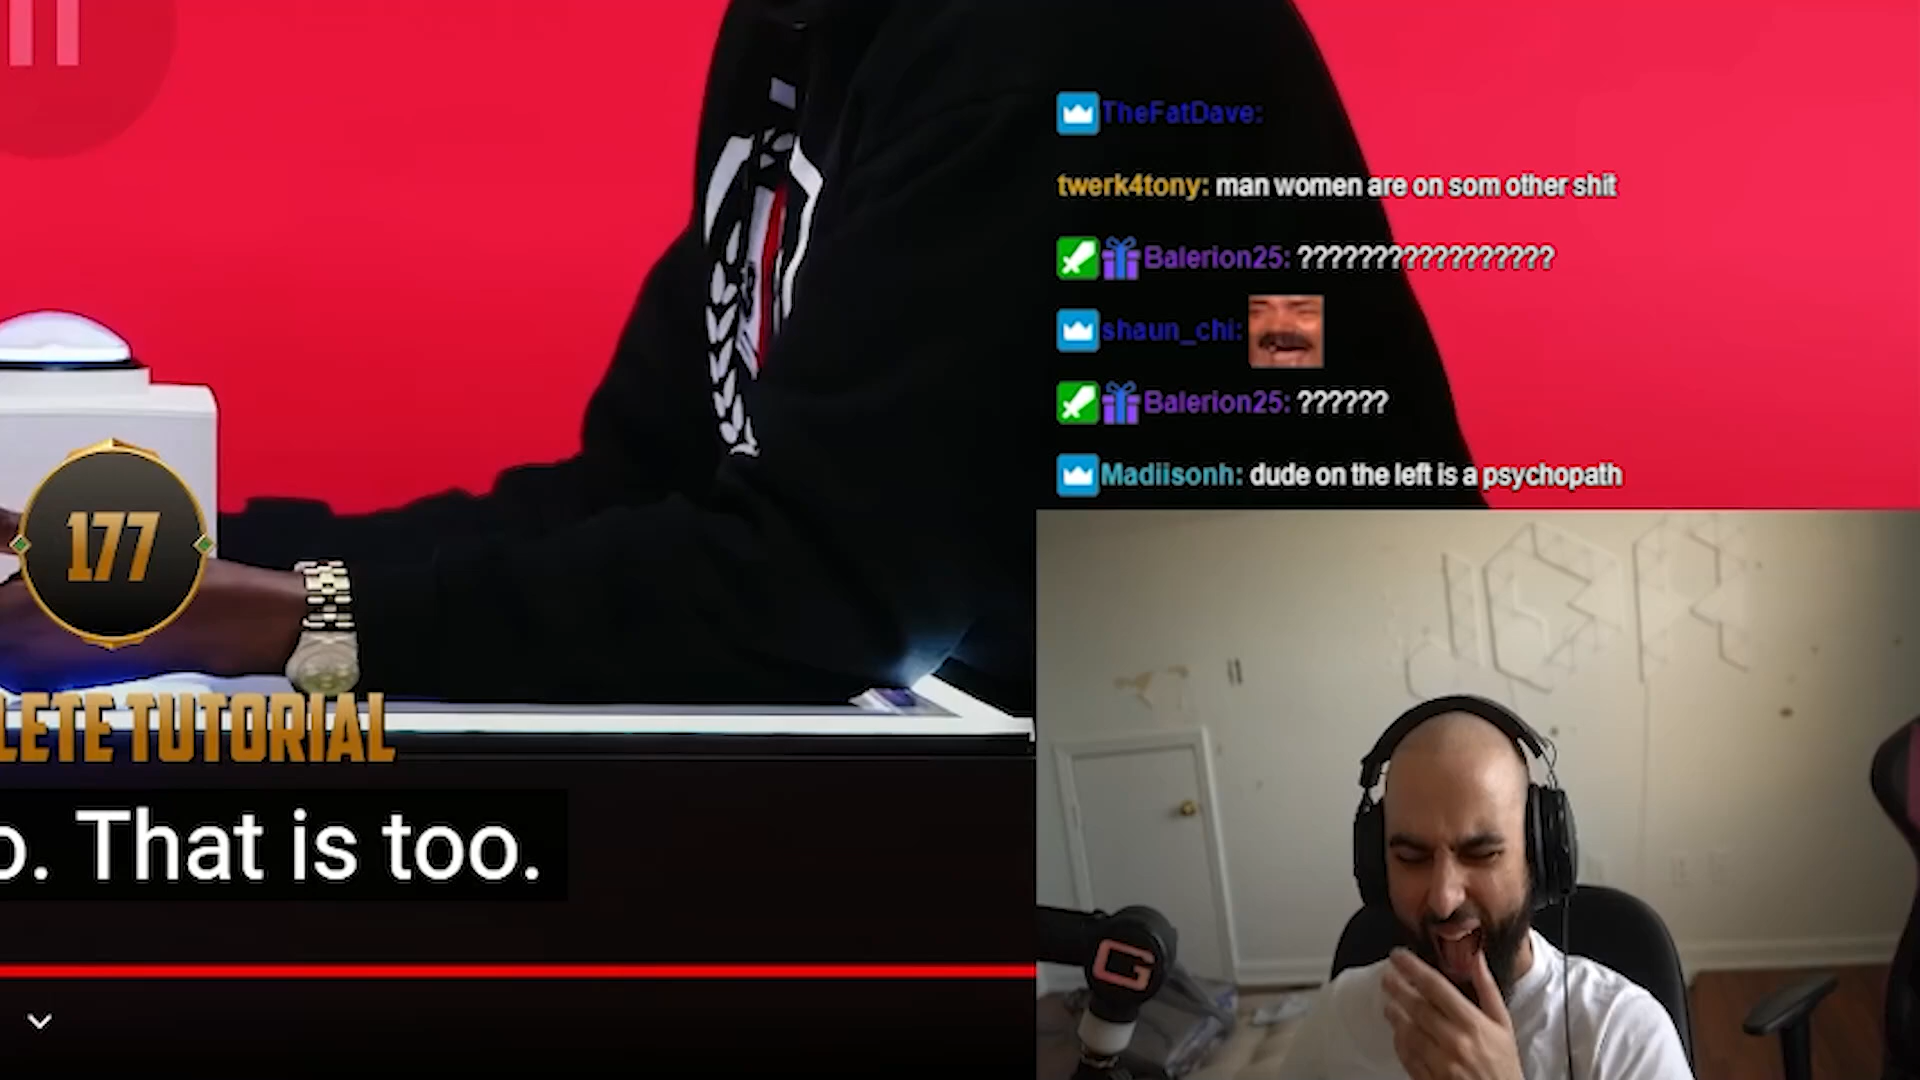 TheFatDave:
twerk4tony: man women are on som other shit
Balerion25: ?????????????????
shaun_chi:
Balerion25: ??????
Madiisonh: dude on the left is a psychopath
177
LETE TUTORIAL
o. That is too.
G